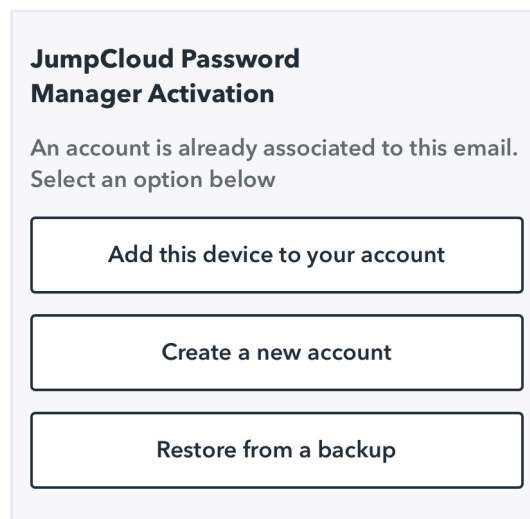 JumpCloud Password
Manager Activation
An account is already associated to this email.
Select an option below
Add this device to your account
Create a new account
Restore from a backup